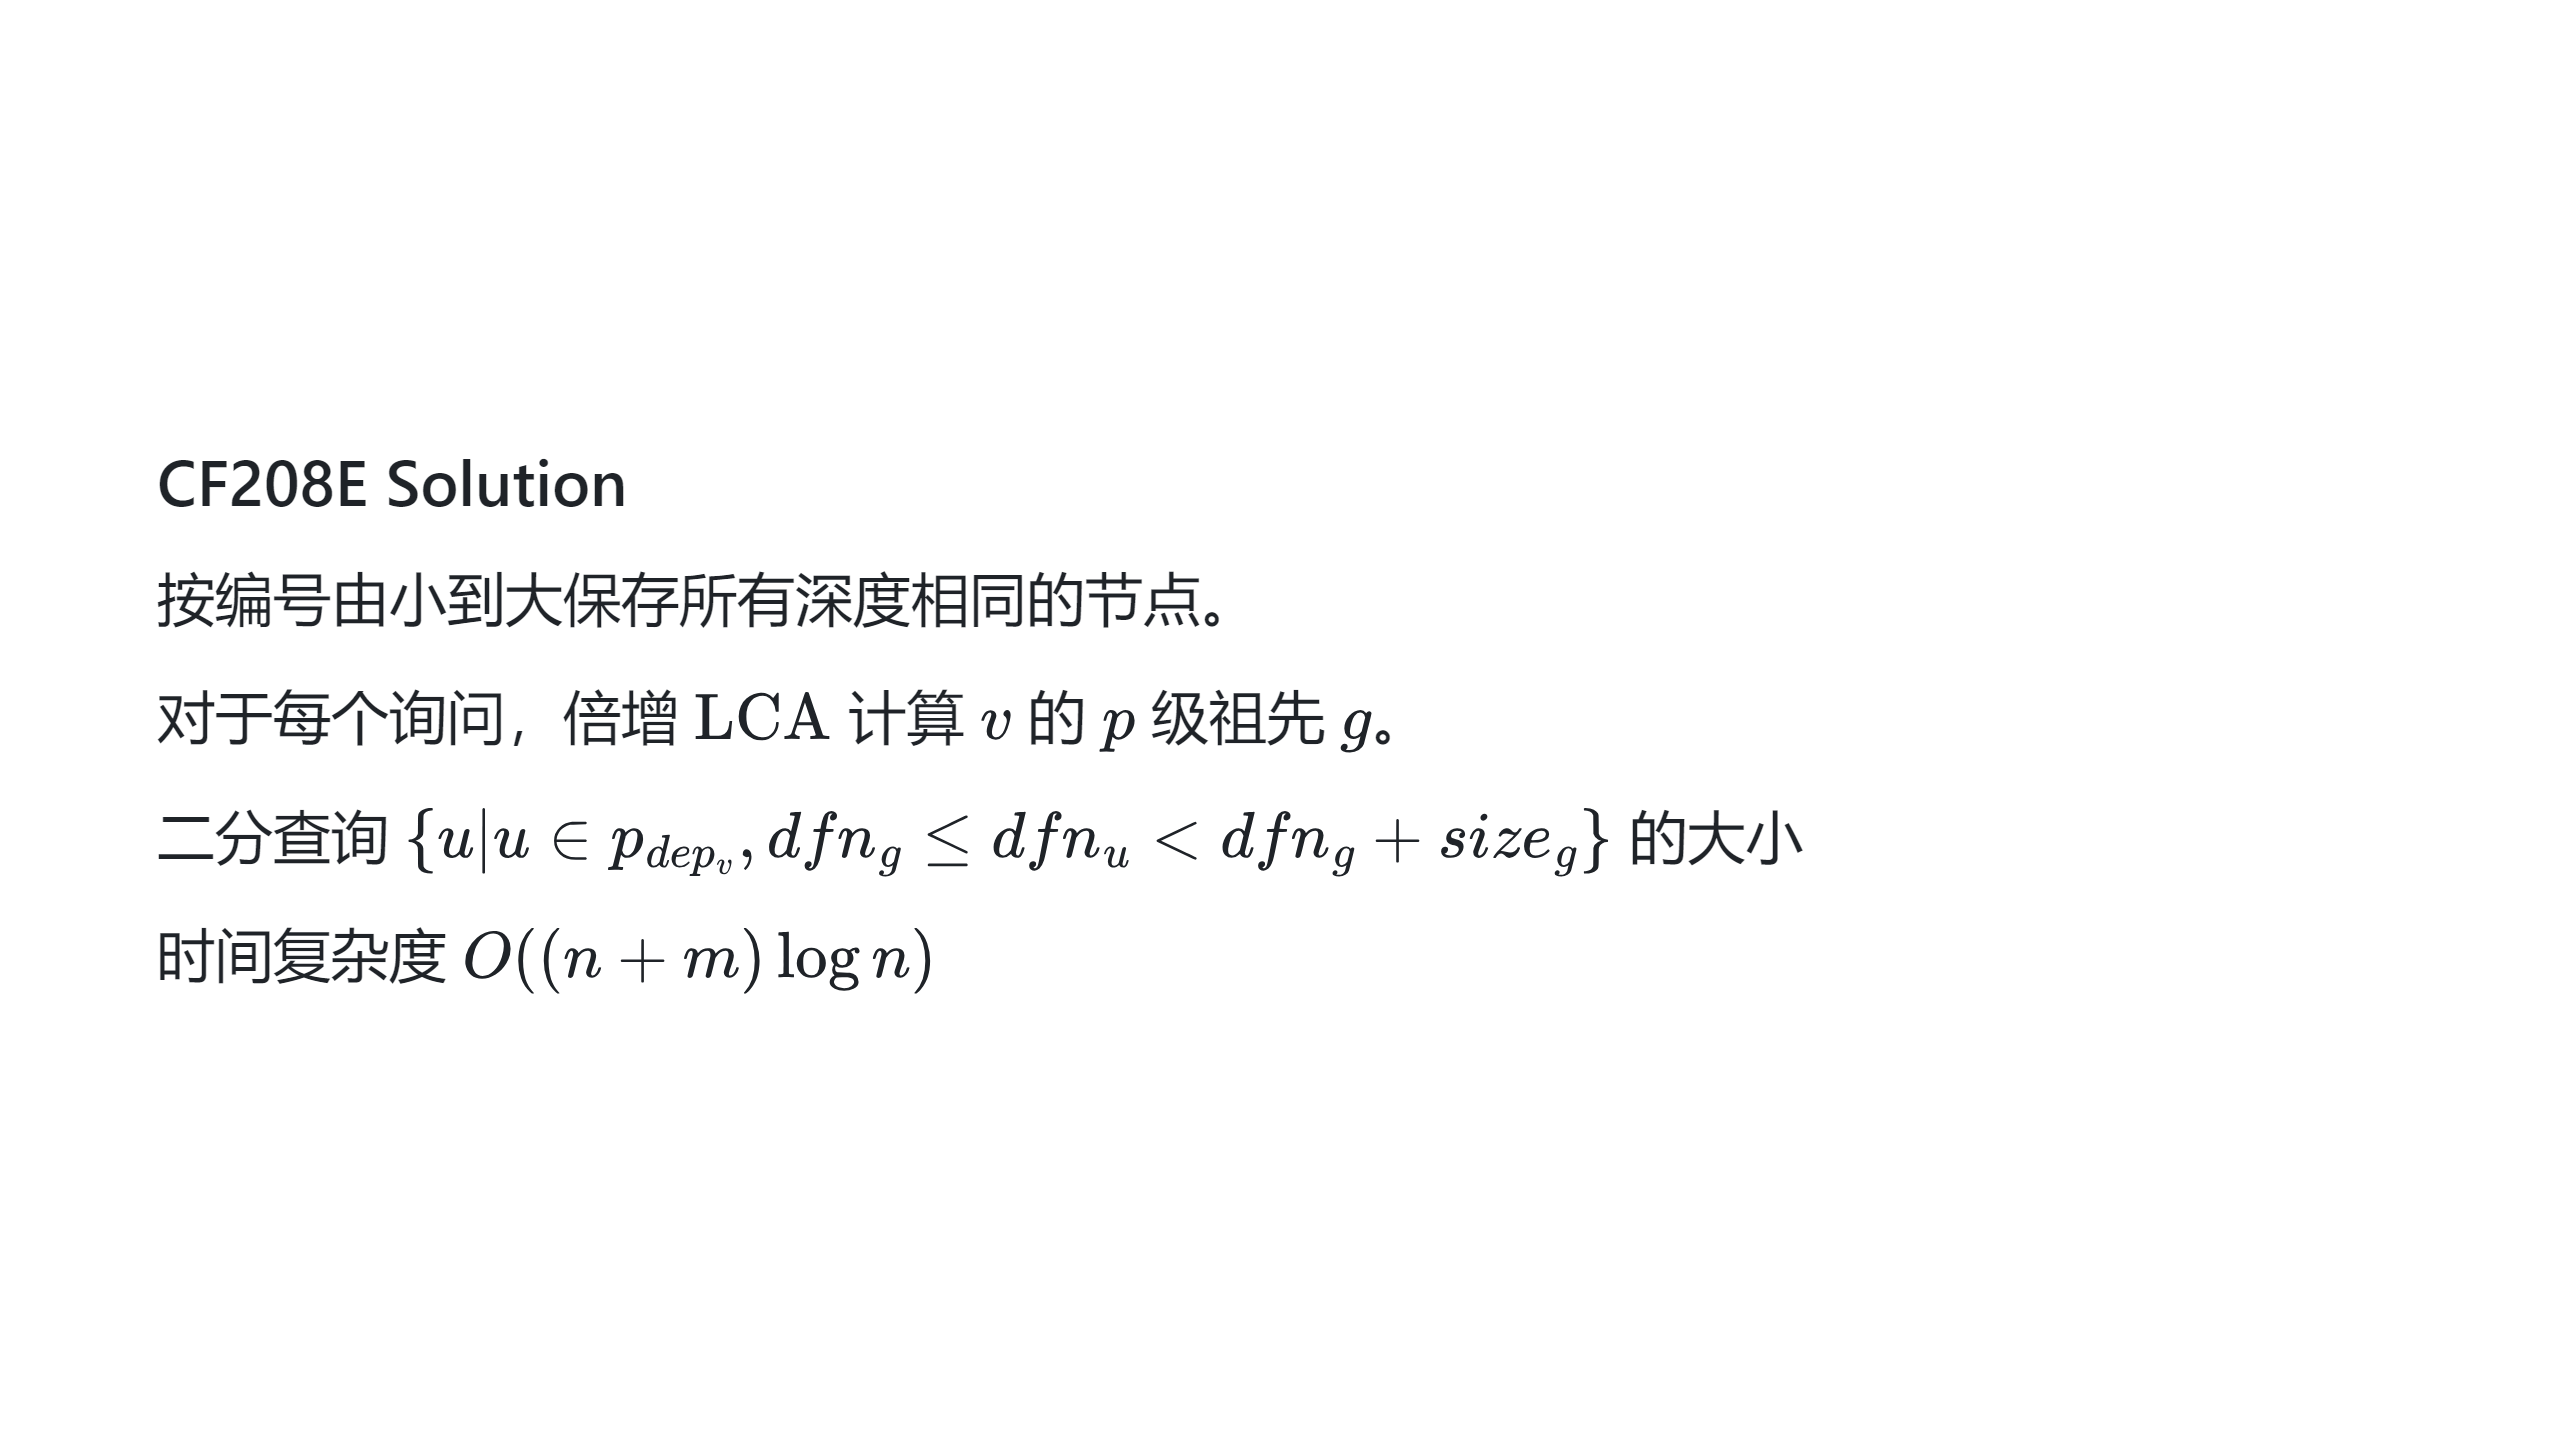 CF208E Solution
按编号由小到大保存所有深度相同的节点。
对于每个询问，倍增 LCA 计算 v 的 p 级祖先 g。
二分查询 {u|u ∈ p_{dep_v}, dfn_g ≤ dfn_u < dfn_g + size_g} 的大小
时间复杂度 O((n + m) log n)